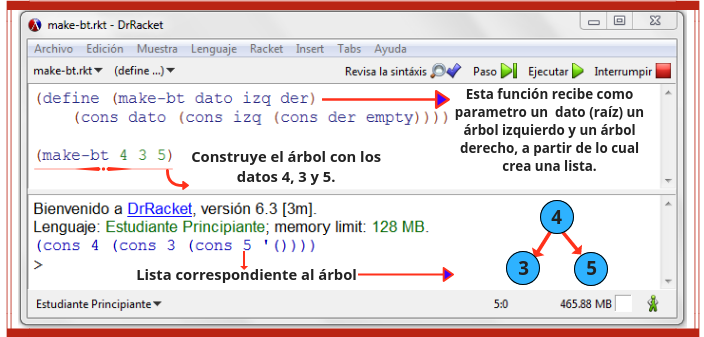 make-bt.rkt - DrRacket
Archivo Edición Muestra Lenguaje Racket Insert Tabs Ayuda
make-bt.rkt▼ (define ...)▼ Revisa la sintáxis Paso Ejecutar Interrumpir
(define (make-bt dato izq der)
(cons dato (cons izq (cons der empty))))
Esta función recibe como
parametro un dato (raíz) un
árbol izquierdo y un árbol
derecho, a partir de lo cual
crea una lista.
(make-bt 4 3 5)
Construye el árbol con los
datos 4, 3 y 5.
Bienvenido a DrRacket, versión 6.3 [3m].
Lenguaje: Estudiante Principiante; memory limit: 128 MB.
(cons 4 (cons 3 (cons 5 '())))
>
Lista correspondiente al árbol
4
3 5
Estudiante Principiante▼ 5:0 465.88 MB